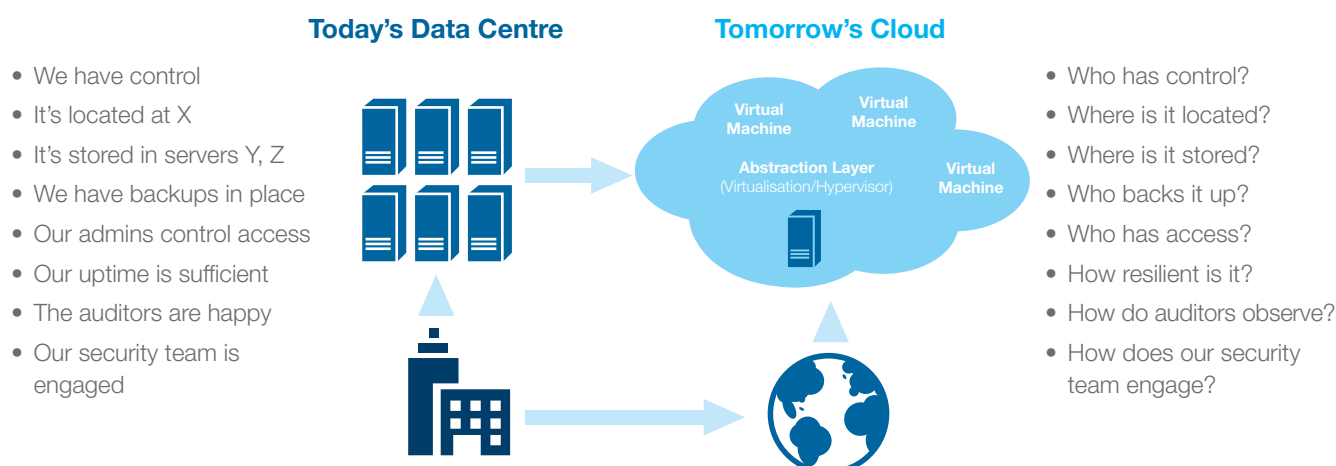 Today's Data Centre
• We have control
• It's located at X
• It's stored in servers Y, Z
• We have backups in place
• Our admins control access
• Our uptime is sufficient
• The auditors are happy
• Our security team is
engaged
Tomorrow's Cloud
Virtual
Machine
Virtual
Machine
Abstraction Layer
(Virtualisation/Hypervisor)
Virtual
Machine
• Who has control?
• Where is it located?
• Where is it stored?
• Who backs it up?
• Who has access?
• How resilient is it?
• How do auditors observe?
• How does our security
team engage?